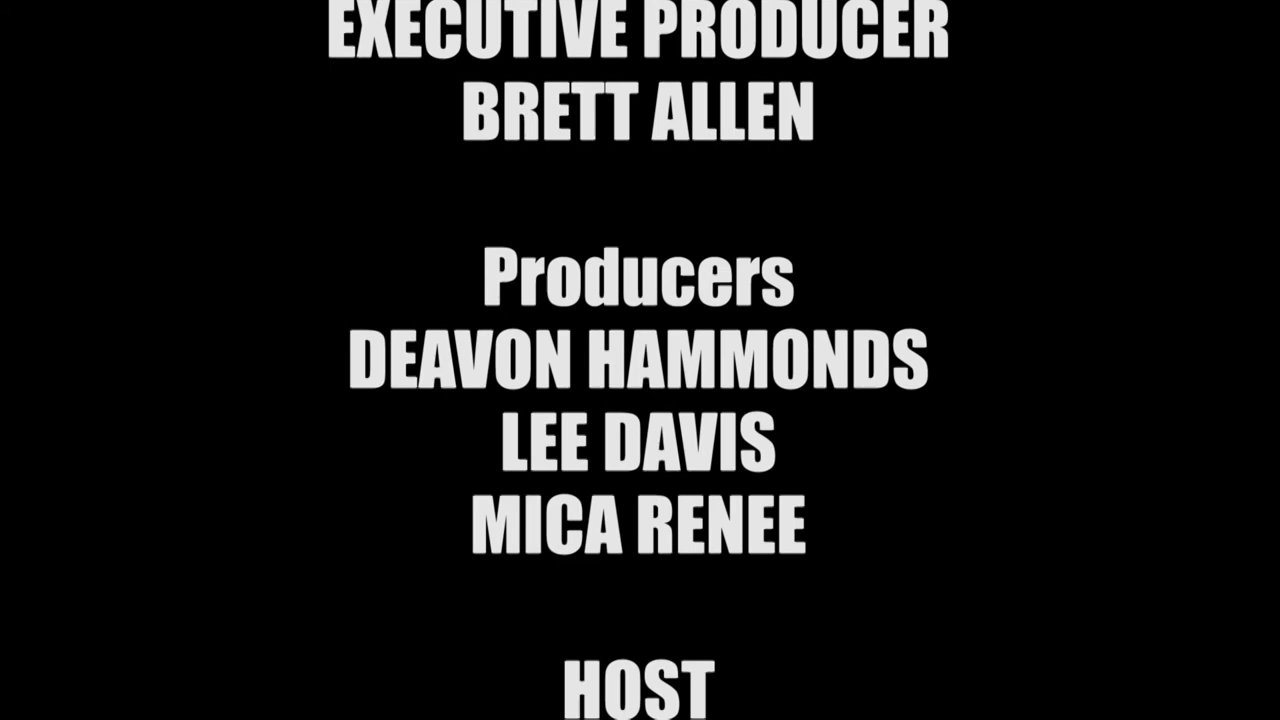 EXECUTIVE PRODUCER
BRETT ALLEN
Producers
DEAVON HAMMONDS
LEE DAVIS
MICA RENEE
HOST